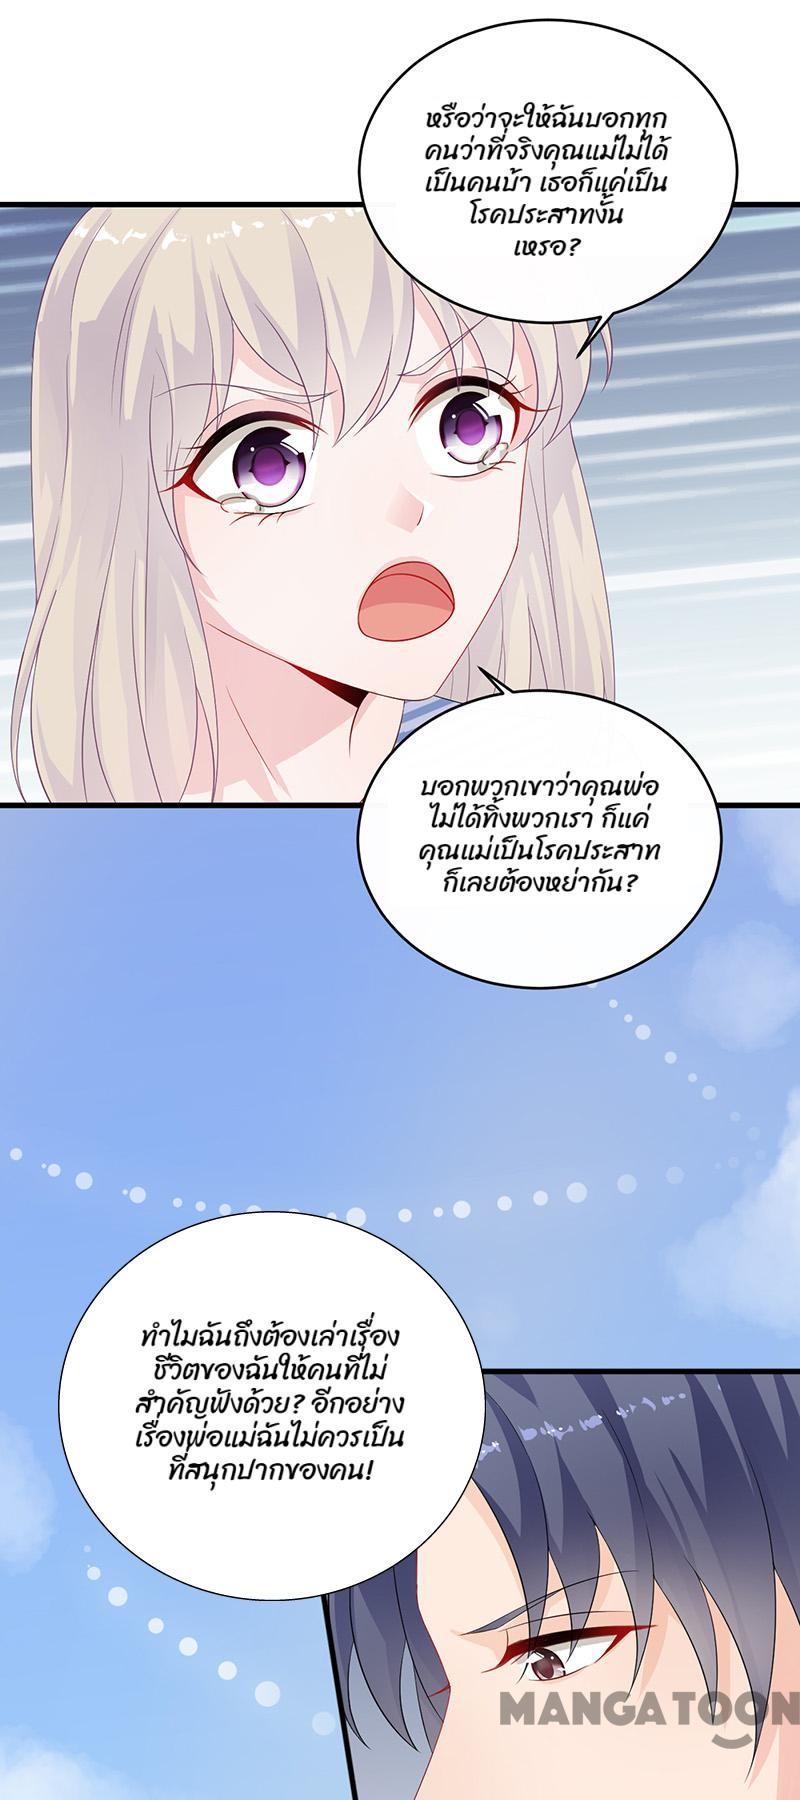 หรือว่าจะให้ฉันบอกทุก
คนว่าที่จริงคุณแม่ไม่ได้
เป็นคนบ้า เธอก็แค่เป็น
โรคประสาทงั้น
เหรอ?
บอกพวกเขาว่าคุณพ่อ
ไม่ได้ทิ้งพวกเรา ก็แค่
คุณแม่เป็นโรคประสาท
ก็เลยต้องหย่ากัน?
ทำไมฉันถึงต้องเล่าเรื่อง
ชีวิตของฉันให้คนที่ไม่
สำคัญฟังด้วย? อีกอย่าง
เรื่องพ่อแม่ฉันไม่ควรเป็น
ที่สนุกปากของคน!
MANGATOON